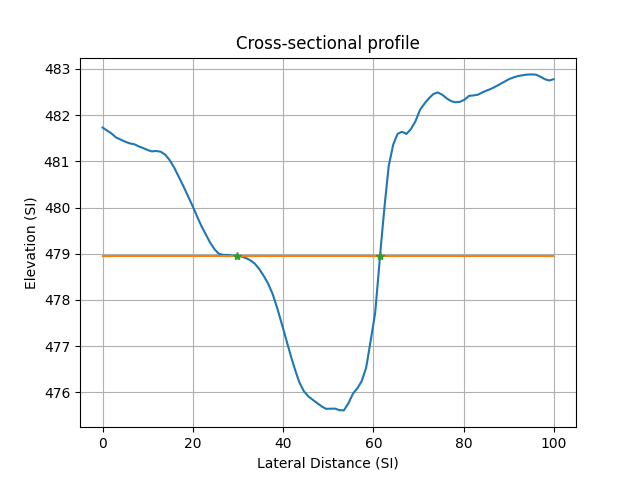 Cross-sectional profile
483
482
481
480
479
478
477
476
Elevation (SI)
0 20 40 60 80 100
Lateral Distance (SI)